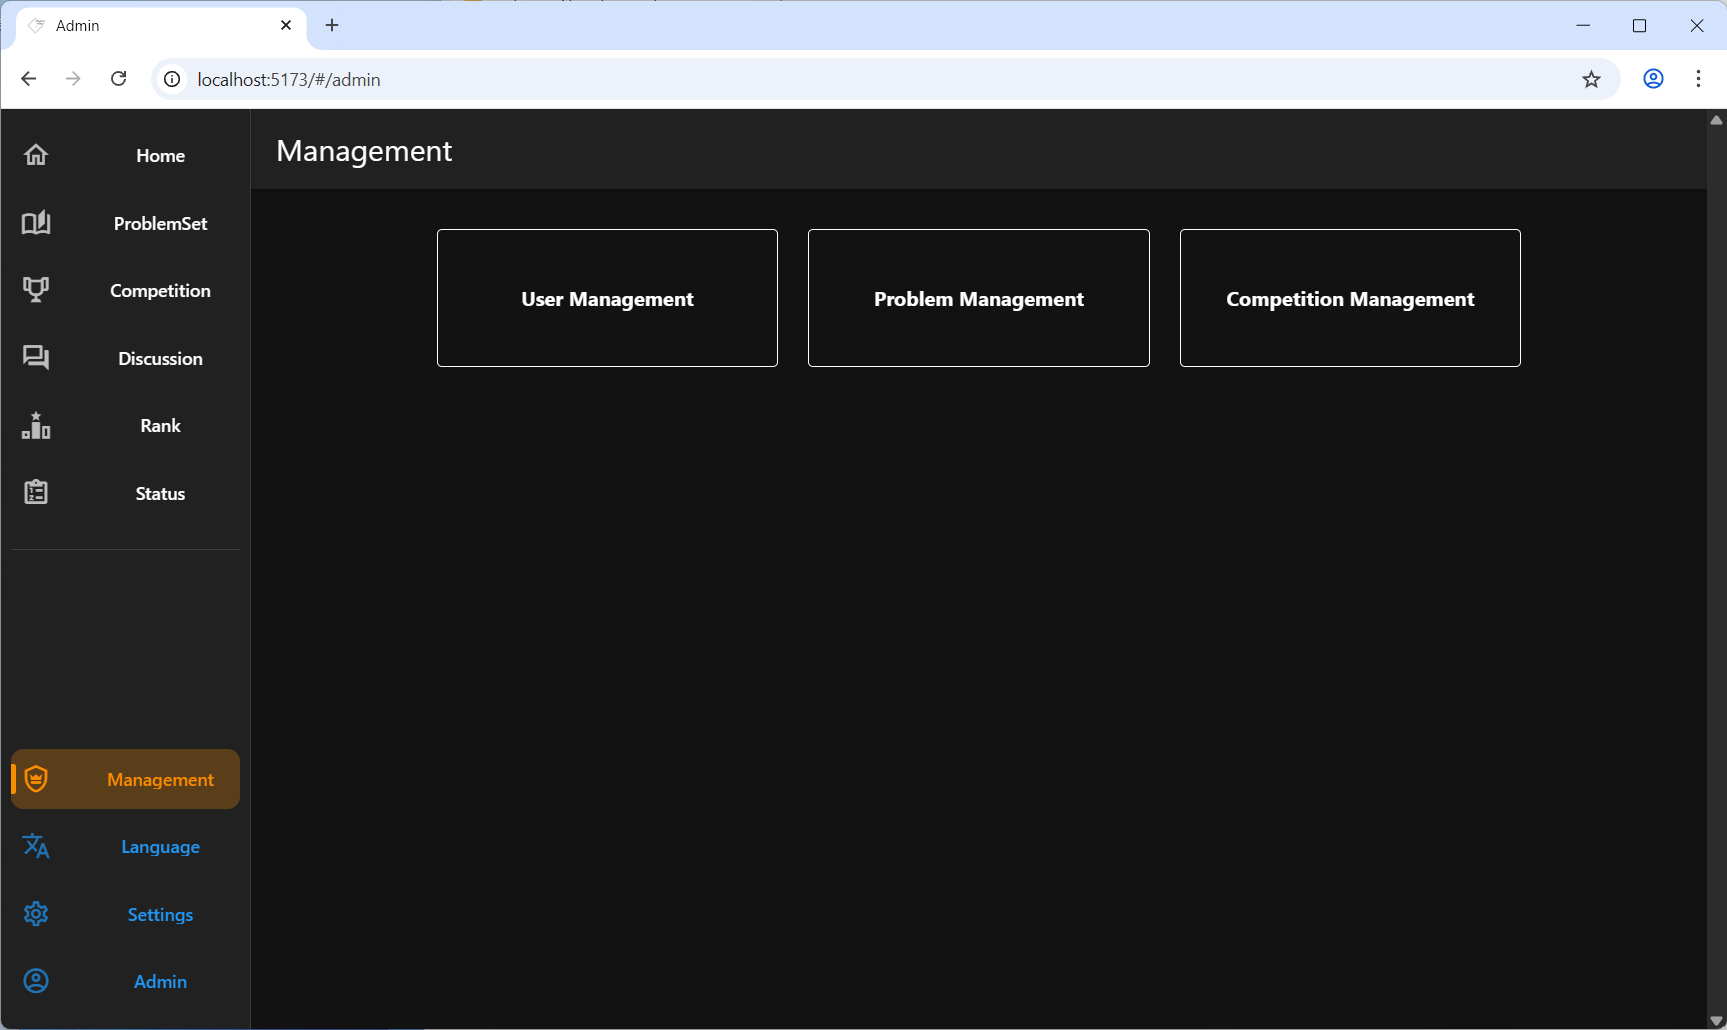 Admin
localhost:5173/#/admin
Home
ProblemSet
Competition
Discussion
Rank
Status
Management
Language
Settings
Admin
Management
User Management
Problem Management
Competition Management